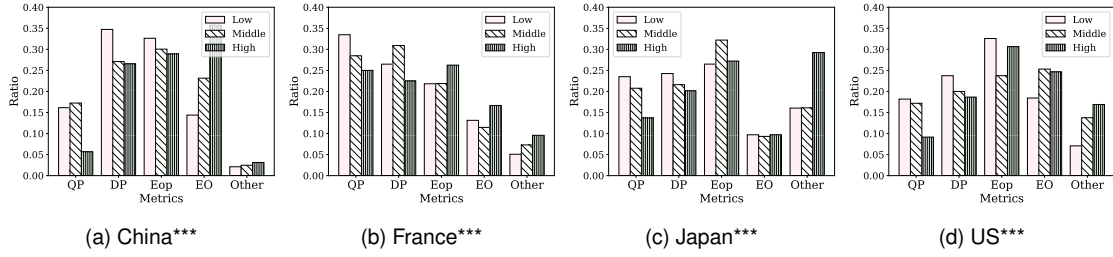 0.40
0.35
0.30
0.25
0.20
0.15
0.10
0.05
0.00
Ratio
QP DP Eop EO Other
Metrics
Low
Middle
High
(a) China***
0.40
0.35
0.30
0.25
0.20
0.15
0.10
0.05
0.00
Ratio
QP DP Eop EO Other
Metrics
Low
Middle
High
(b) France***
0.40
0.35
0.30
0.25
0.20
0.15
0.10
0.05
0.00
Ratio
QP DP Eop EO Other
Metrics
Low
Middle
High
(c) Japan***
0.40
0.35
0.30
0.25
0.20
0.15
0.10
0.05
0.00
Ratio
QP DP Eop EO Other
Metrics
Low
Middle
High
(d) US***